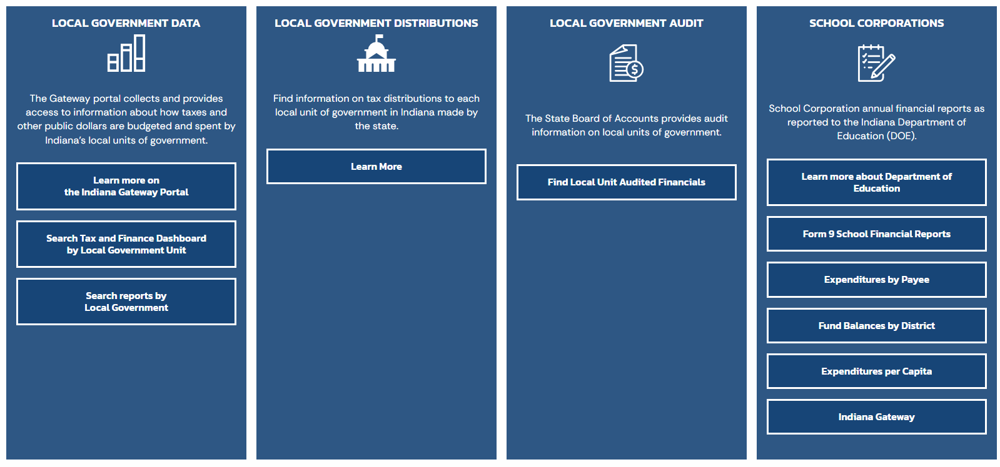 LOCAL GOVERNMENT DATA
The Gateway portal collects and provides
access to information about how taxes and
other public dollars are budgeted and spent by
Indiana's local units of government.
Learn more on
the Indiana Gateway Portal
Search Tax and Finance Dashboard
by Local Government Unit
Search reports by
Local Government
LOCAL GOVERNMENT DISTRIBUTIONS
Find information on tax distributions to each
local unit of government in Indiana made by
the state.
Learn More
LOCAL GOVERNMENT AUDIT
$
The State Board of Accounts provides audit
information on local units of government.
Find Local Unit Audited Financials
SCHOOL CORPORATIONS
School Corporation annual financial reports as
reported to the Indiana Department of
Education (DOE).
Learn more about Department of
Education
Form 9 School Financial Reports
Expenditures by Payee
Fund Balances by District
Expenditures per Capita
Indiana Gateway